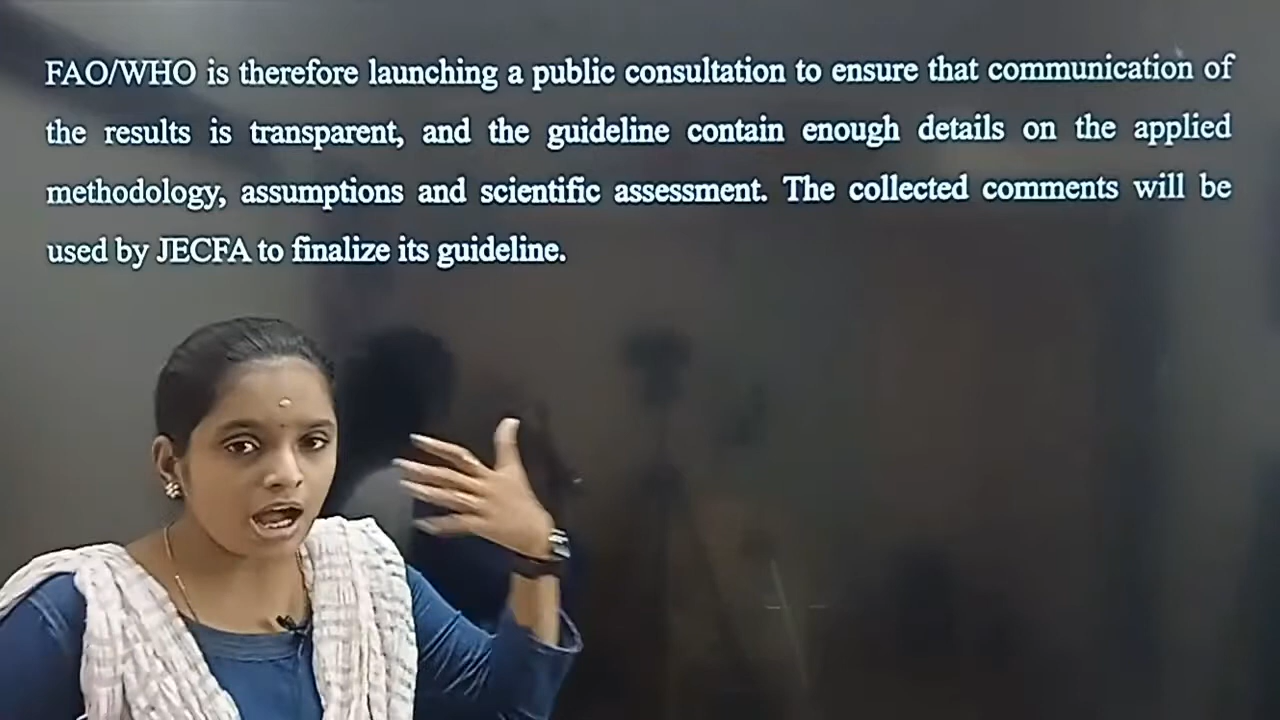 FAO/WHO is therefore launching a public consultation to ensure that communication of
the results is transparent, and the guideline contain enough details on the applied
methodology, assumptions and scientific assessment. The collected comments will be
used by JECFA to finalize its guideline.